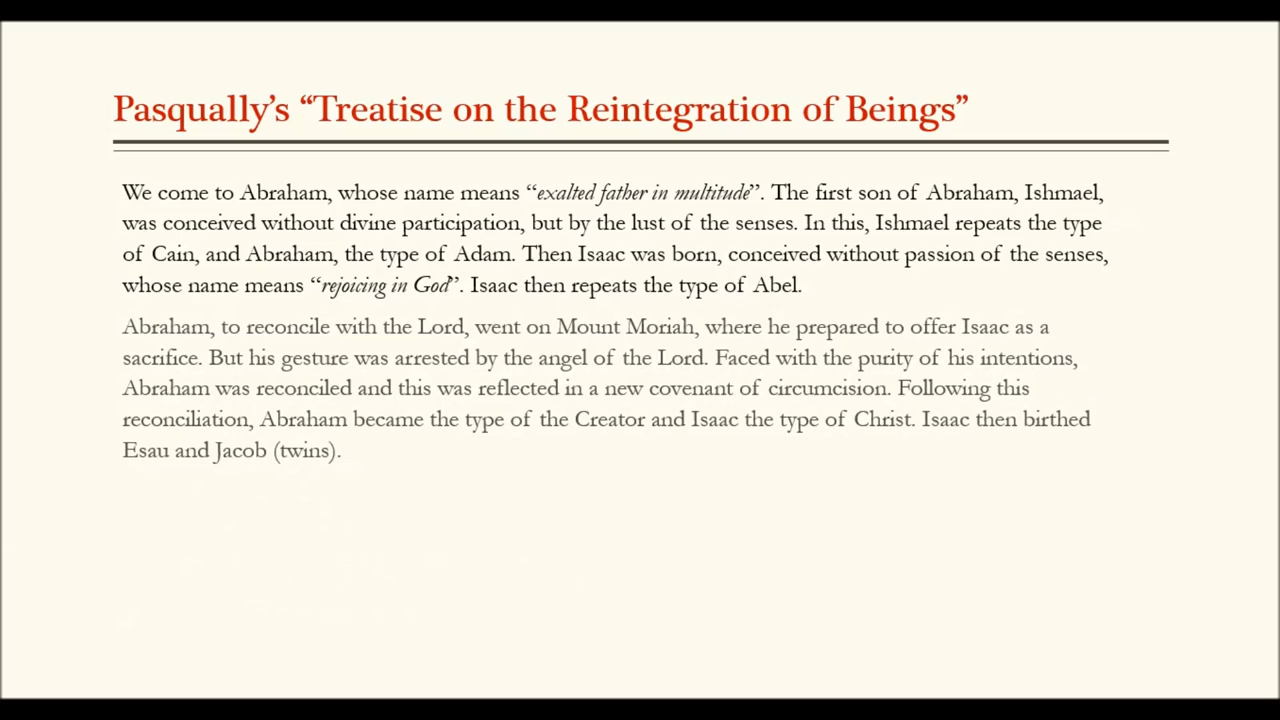 Pasqually's “Treatise on the Reintegration of Beings”
We come to Abraham, whose name means “exalted father in multitude”. The first son of Abraham, Ishmael,
was conceived without divine participation, but by the lust of the senses. In this, Ishmael repeats the type
of Cain, and Abraham, the type of Adam. Then Isaac was born, conceived without passion of the senses,
whose name means “rejoicing in God”. Isaac then repeats the type of Abel.
Abraham, to reconcile with the Lord, went on Mount Moriah, where he prepared to offer Isaac as a
sacrifice. But his gesture was arrested by the angel of the Lord. Faced with the purity of his intentions,
Abraham was reconciled and this was reflected in a new covenant of circumcision. Following this
reconciliation, Abraham became the type of the Creator and Isaac the type of Christ. Isaac then birthed
Esau and Jacob (twins).